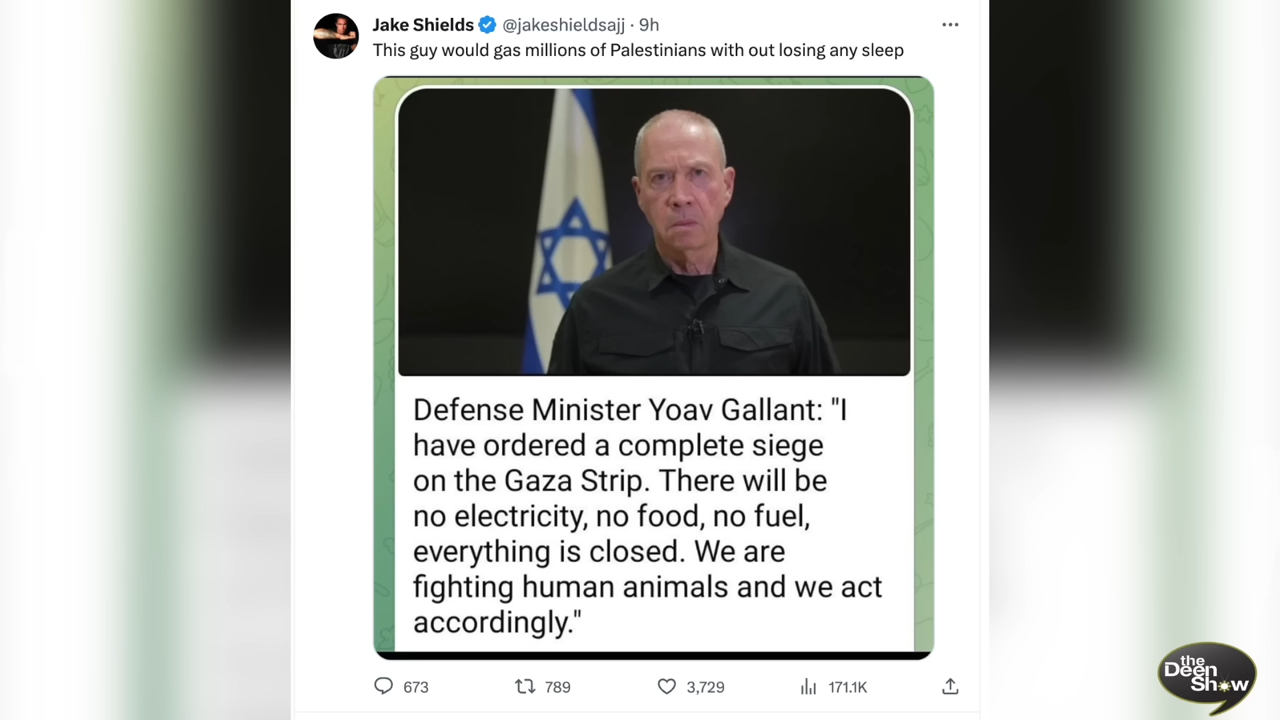 Jake Shields @jakeshieldsajj · 9h
This guy would gas millions of Palestinians with out losing any sleep
Defense Minister Yoav Gallant: "I
have ordered a complete siege
on the Gaza Strip. There will be
no electricity, no food, no fuel,
everything is closed. We are
fighting human animals and we act
accordingly."
673 789 3,729 171.1K
the
Deen
Show